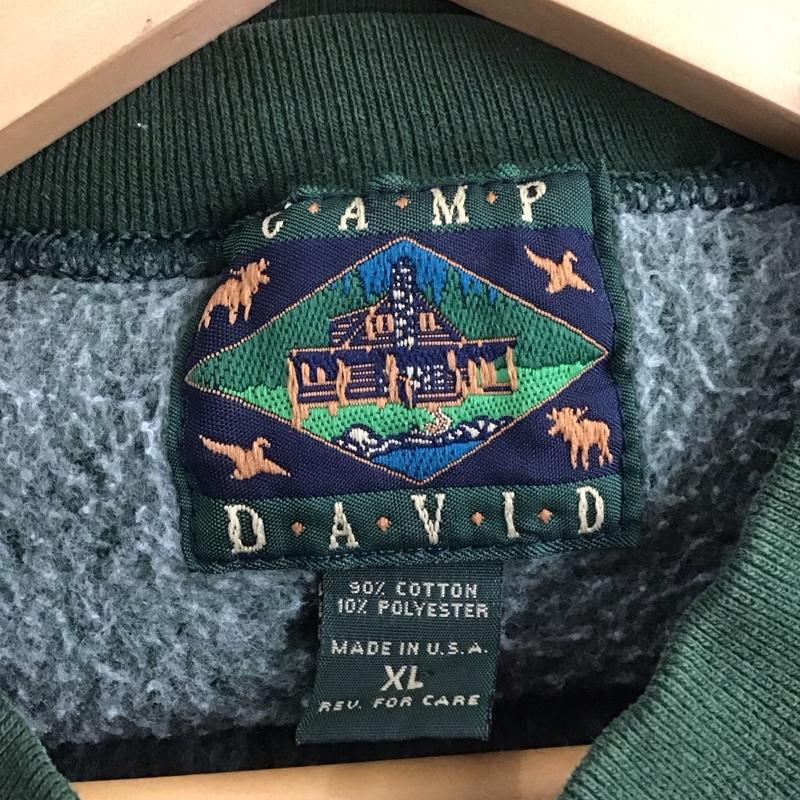 C·A·M·P
D·A·V·I·D
90% COTTON
10% POLYESTER
MADE IN U.S.A.
XL
REV. FOR CARE